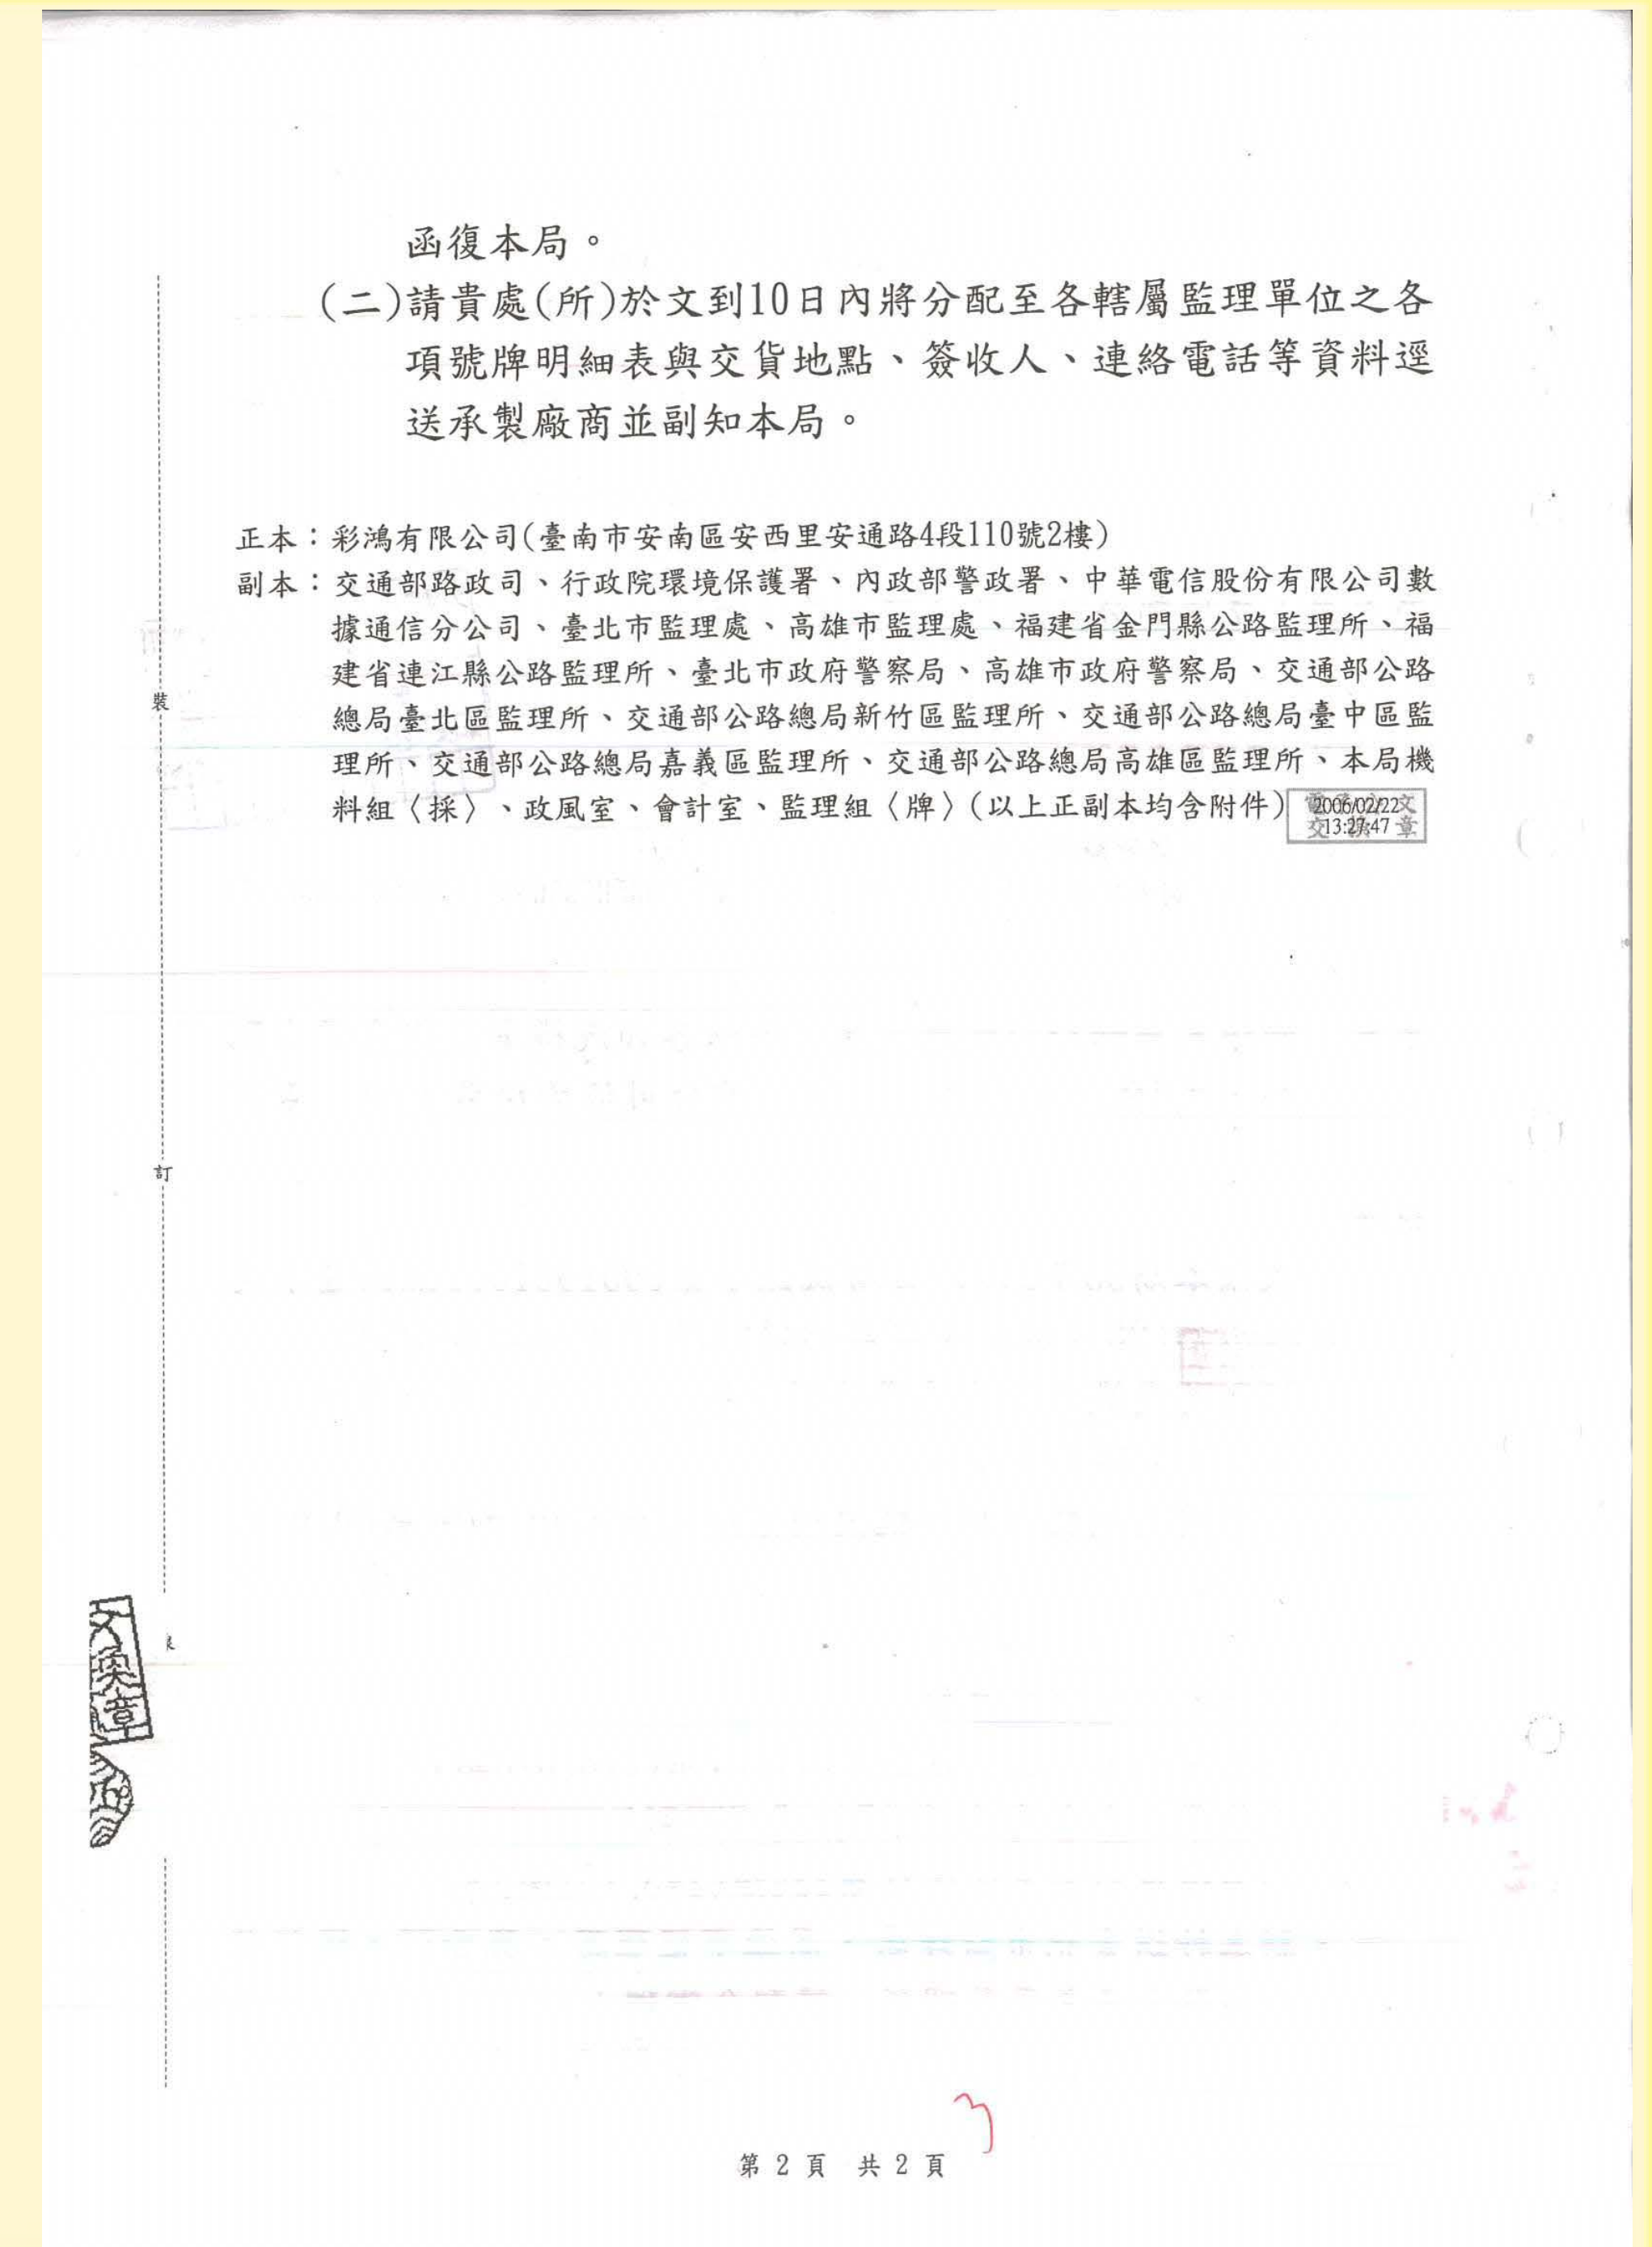 函復本局。
(二)請貴處(所)於文到10日內將分配至各轄屬監理單位之各
項號牌明細表與交貨地點、簽收人、連絡電話等資料逕
送承製廠商並副知本局。
正本：彩鴻有限公司(臺南市安南區安西里安通路4段110號2樓)
副本：交通部路政司、行政院環境保護署、內政部警政署、中華電信股份有限公司數
據通信分公司、臺北市監理處、高雄市監理處、福建省金門縣公路監理所、福
建省連江縣公路監理所、臺北市政府警察局、高雄市政府警察局、交通部公路
總局臺北區監理所、交通部公路總局新竹區監理所、交通部公路總局臺中區監
理所、交通部公路總局嘉義區監理所、交通部公路總局高雄區監理所、本局機
料組〈採〉、政風室、會計室、監理組〈牌〉(以上正副本均含附件)
2006/02/22
13:27:47
裝
訂
文換章
3
第 2 頁 共 2 頁